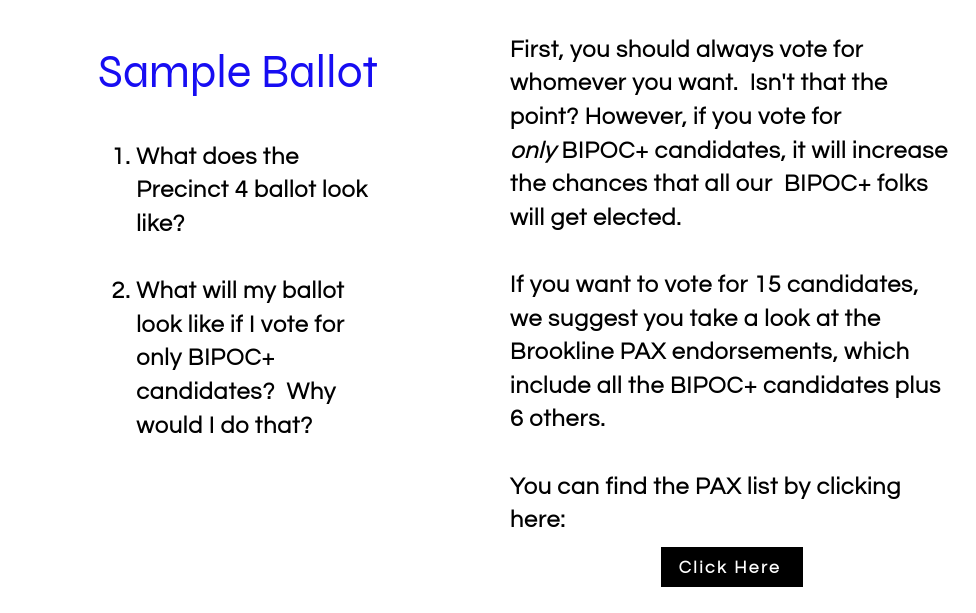 Sample Ballot
1. What does the
Precinct 4 ballot look
like?
2. What will my ballot
look like if I vote for
only BIPOC+
candidates?  Why
would I do that?
First, you should always vote for
whomever you want.  Isn't that the
point? However, if you vote for
only BIPOC+ candidates, it will increase
the chances that all our  BIPOC+ folks
will get elected.
If you want to vote for 15 candidates,
we suggest you take a look at the
Brookline PAX endorsements, which
include all the BIPOC+ candidates plus
6 others.
You can find the PAX list by clicking
here:
Click Here